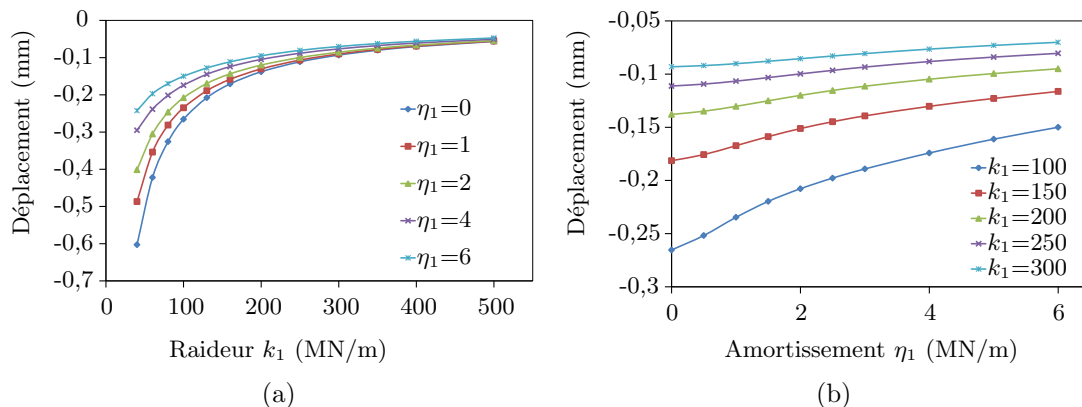 0
-0,1
-0,2
-0,3
-0,4
-0,5
-0,6
-0,7
0
100
200
300
400
500
Déplacement (mm)
Raideur k₁ (MN/m)
η₁=0
η₁=1
η₁=2
η₁=4
η₁=6
(a)
-0,05
-0,1
-0,15
-0,2
-0,25
-0,3
0
2
4
6
Déplacement (mm)
Amortissement η₁ (MN/m)
k₁=100
k₁=150
k₁=200
k₁=250
k₁=300
(b)